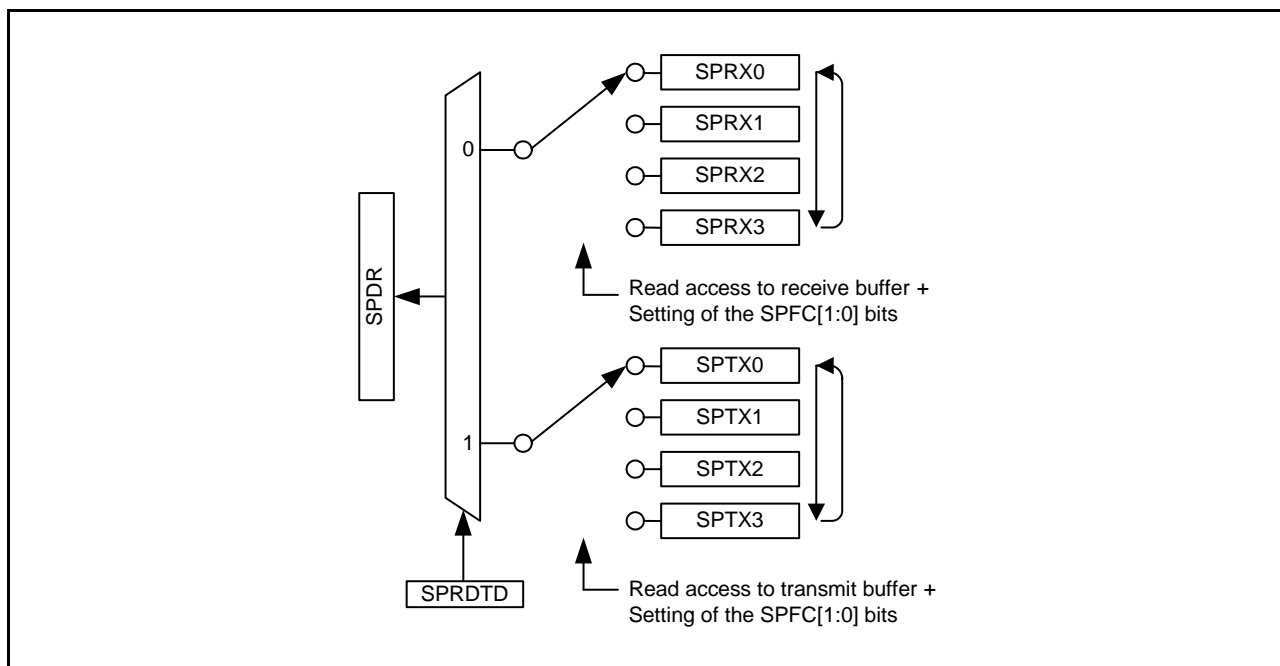 SPRX0
SPRX1
0
SPRX2
SPRX3
SPDR
Read access to receive buffer +
Setting of the SPFC[1:0] bits
SPTX0
SPTX1
1
SPTX2
SPTX3
SPRDTD
Read access to transmit buffer +
Setting of the SPFC[1:0] bits